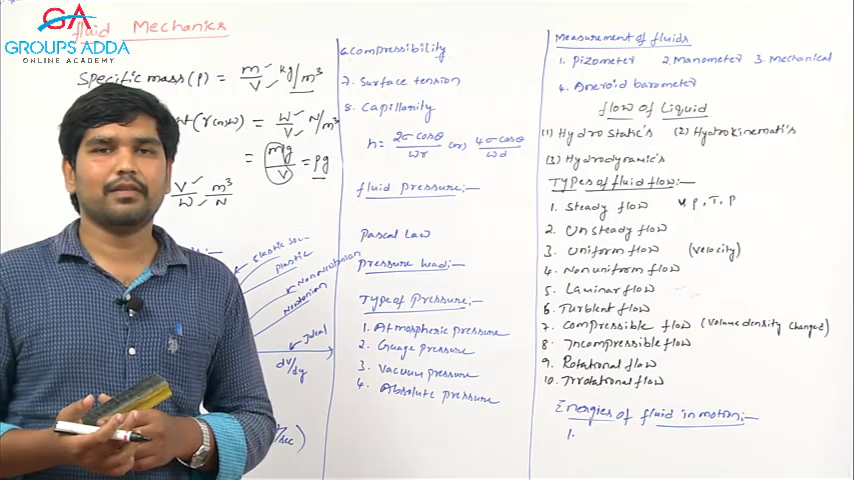 GA
GROUPS ADDA
ONLINE ACADEMY
fluid Mechanics
Specific mass (ρ) = m/V kg/m³
= W/V N/m³
= mg/V = ρg
V/W m³/N
Elastic
plastic
Non newtonian
Newtonian
Ideal
dv/dy
/sec)
6. compressibility
7. Surface tension
8. Capillarity
h = 2σ cosθ/wr (or) 4σ cosθ/wd
fluid pressure:-
Pascal Law
pressure head:-
Type of pressure:-
1. Atmospheric pressure
2. Guage pressure
3. Vacuum pressure
4. Absolute pressure
Measurement of fluids
1. Pizometer 2. Manometer 3. Mechanical
4. Aneroid barometer
flow of Liquid
(1) Hydrostatic's (2) Hydrokinemati's
(3) Hydrodynamic's
Types of fluid flow:-
1. Steady flow V, P, T, ρ
2. Unsteady flow
3. Uniform flow (velocity)
4. Non uniform flow
5. Laminar flow
6. Turblent flow
7. compressible flow (Volume density changed)
8. Incompressible flow
9. Rotational flow
10. Irrotational flow
Energies of fluid in motion:-
1.